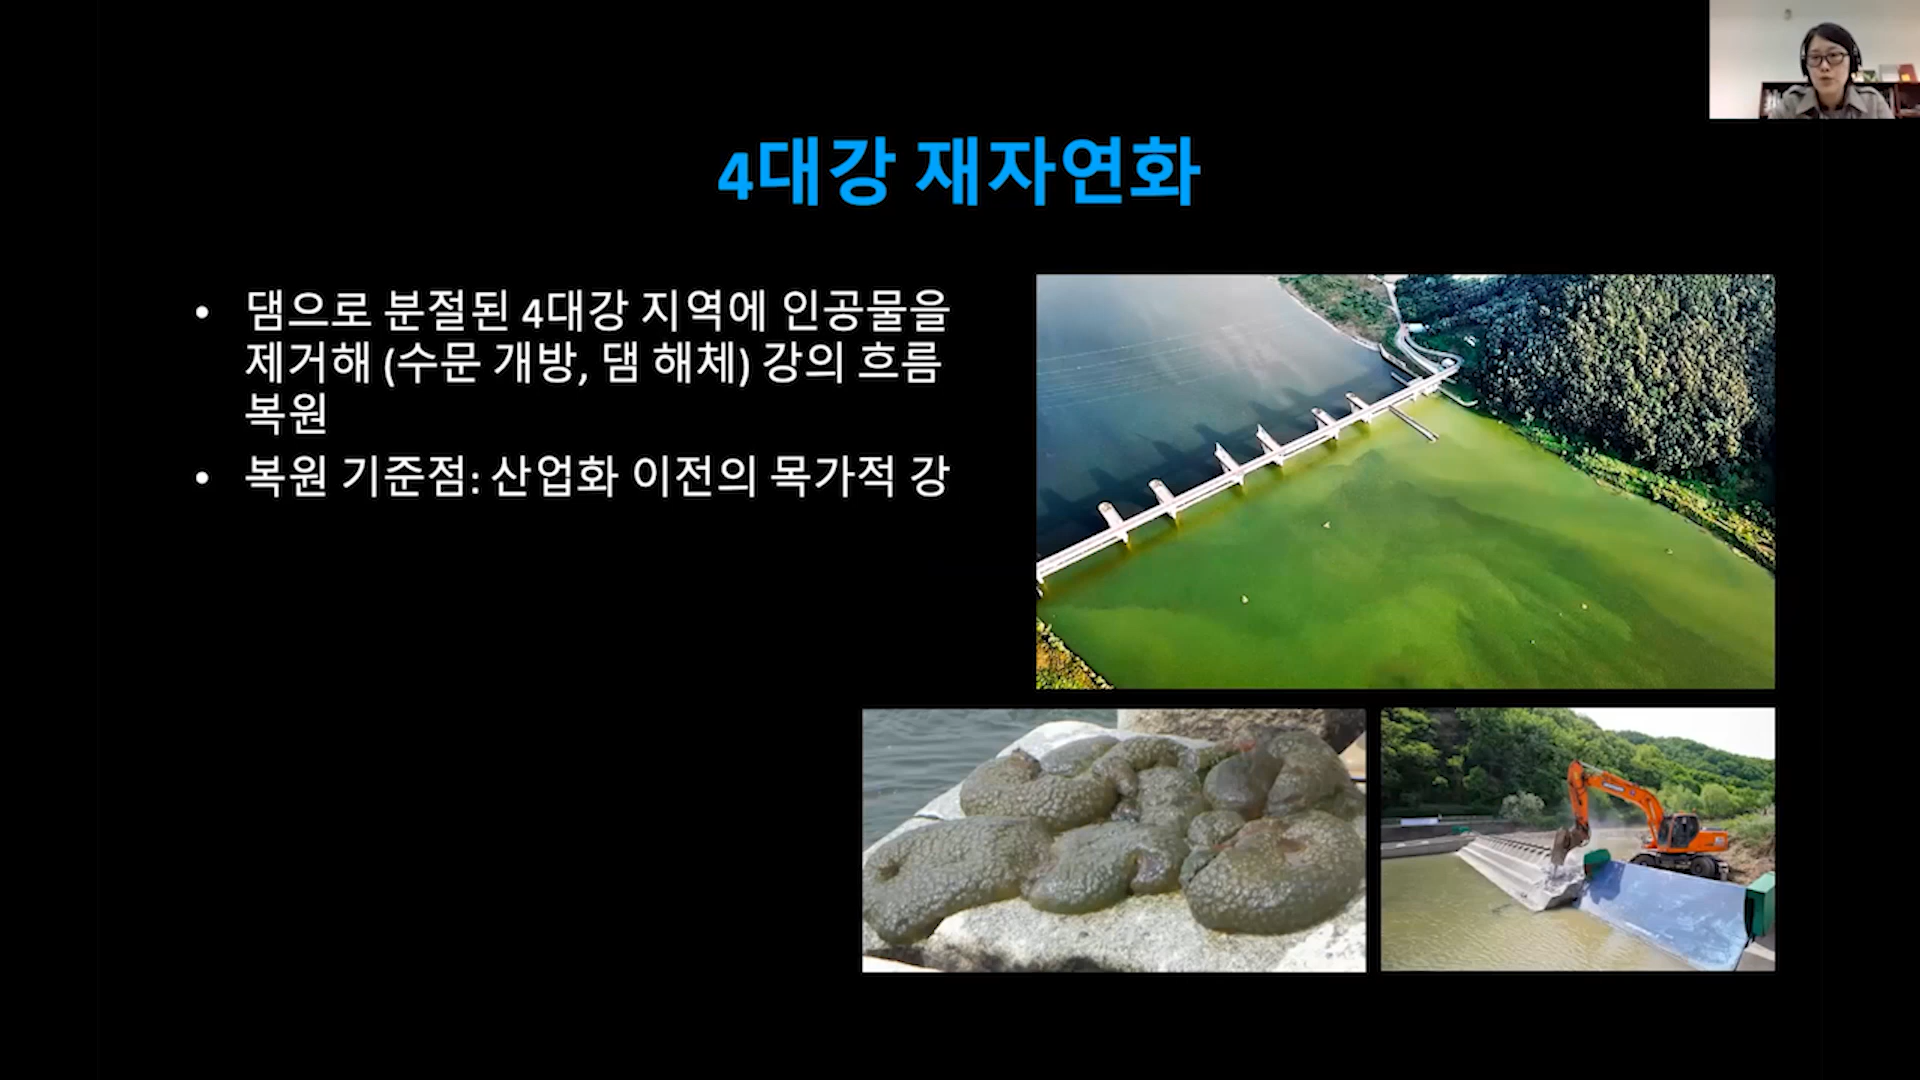 4대강 재자연화
• 댐으로 분절된 4대강 지역에 인공물을
제거해 (수문 개방, 댐 해체) 강의 흐름
복원
• 복원 기준점: 산업화 이전의 목가적 강